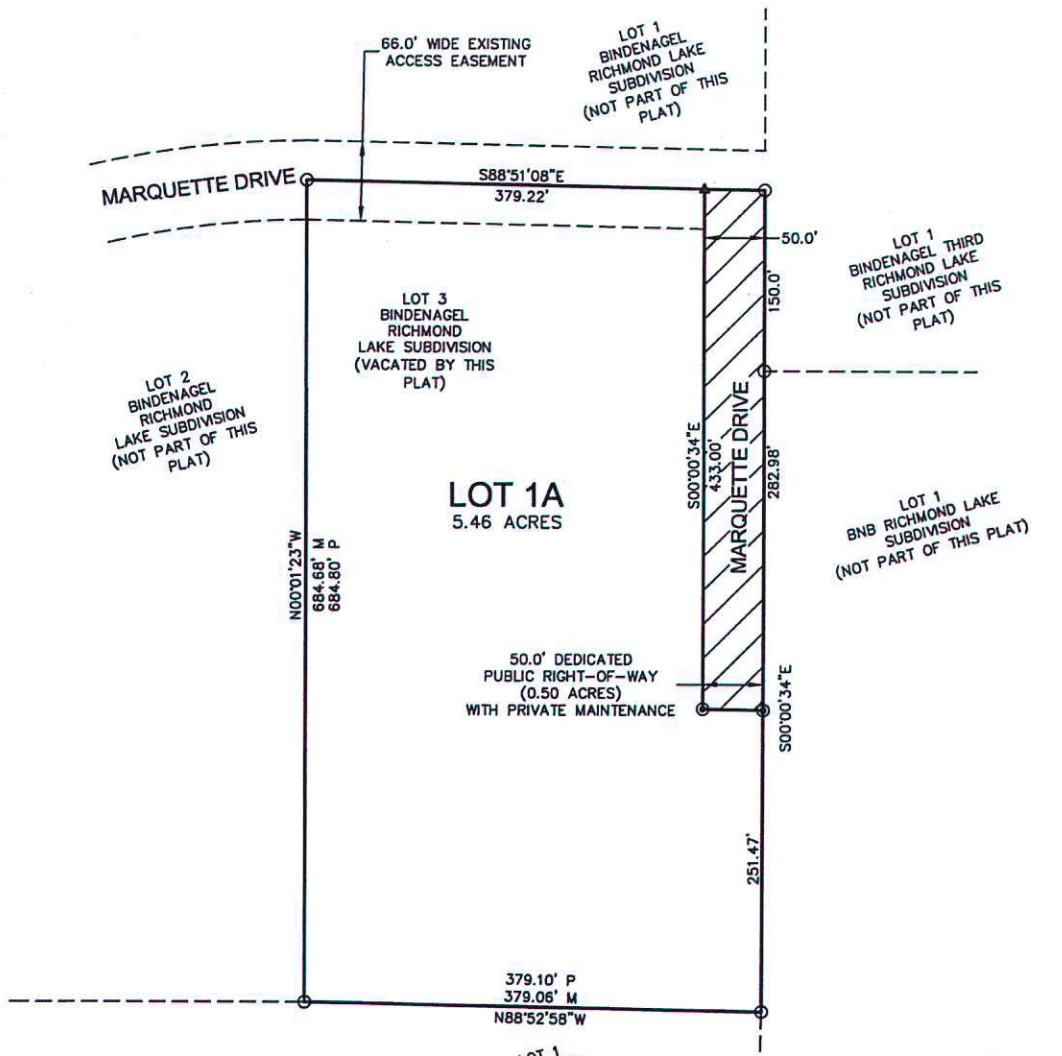 66.0' WIDE EXISTING
ACCESS EASEMENT
LOT 1
BINDENAGEL
RICHMOND LAKE
SUBDIVISION
(NOT PART OF THIS
PLAT)
MARQUETTE DRIVE
S88°51'08"E
379.22'
50.0'
150.0'
LOT 1
BINDENAGEL THIRD
RICHMOND LAKE
SUBDIVISION
(NOT PART OF THIS
PLAT)
LOT 3
BINDENAGEL
RICHMOND
LAKE SUBDIVISION
(VACATED BY THIS
PLAT)
LOT 2
BINDENAGEL
RICHMOND
LAKE SUBDIVISION
(NOT PART OF THIS
PLAT)
LOT 1A
5.46 ACRES
S00°00'34"E
433.00'
MARQUETTE DRIVE
282.98'
LOT 1
BNB RICHMOND LAKE
SUBDIVISION
(NOT PART OF THIS PLAT)
N00°01'23"W
684.68' M
684.80' P
50.0' DEDICATED
PUBLIC RIGHT-OF-WAY
(0.50 ACRES)
WITH PRIVATE MAINTENANCE
S00°00'34"E
251.47'
379.10' P
379.06' M
N88°52'58"W
LOT 1